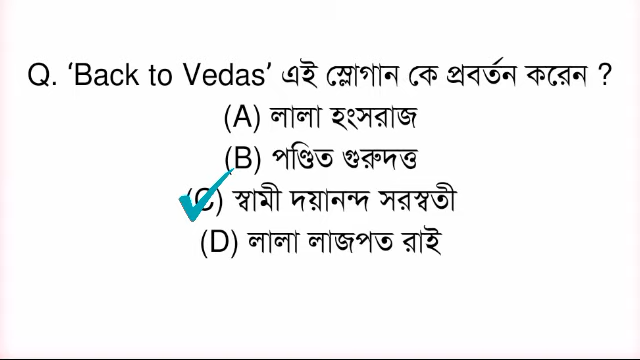 Q. ‘Back to Vedas’ এই স্লোগান কে প্রবর্তন করেন ?
(A) লালা হংসরাজ
(B) পণ্ডিত গুরুদত্ত
(C) স্বামী দয়ানন্দ সরস্বতী
(D) লালা লাজপত রাই